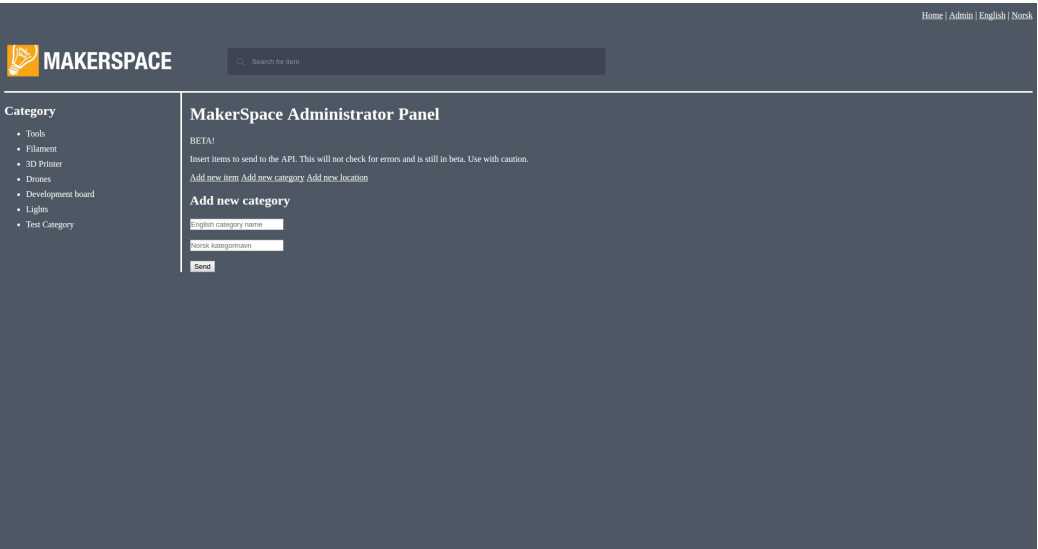 Home | Admin | English | Norsk
MAKERSPACE
Search for item
Category
Tools
Filament
3D Printer
Drones
Development board
Lights
Test Category
MakerSpace Administrator Panel
BETA!
Insert items to send to the API. This will not check for errors and is still in beta. Use with caution.
Add new item Add new category Add new location
Add new category
English category name
Norsk kategorinavn
Send